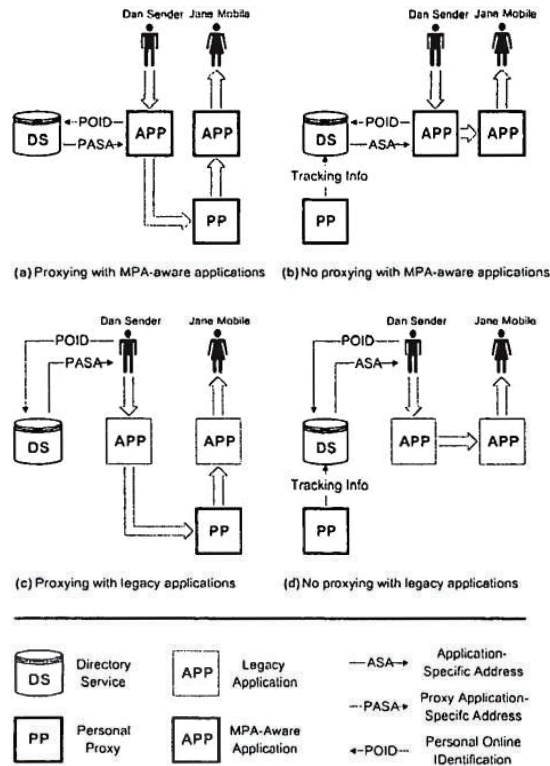 Dan Sender Jane Mobile
DS
POID
PASA
APP
APP
PP
(a) Proxying with MPA-aware applications
Dan Sender Jane Mobile
DS
POID
ASA
APP
APP
Tracking Info
PP
(b) No proxying with MPA-aware applications
Dan Sender Jane Mobile
POID
PASA
DS
APP
APP
PP
(c) Proxying with legacy applications
Dan Sender Jane Mobile
POID
ASA
DS
APP
APP
Tracking Info
PP
(d) No proxying with legacy applications
DS
Directory
Service
APP
Legacy
Application
ASA
Application-
Specific Address
PP
Personal
Proxy
APP
MPA-Aware
Application
PASA
Proxy Application-
Specifc Address
POID
Personal Online
IDentification